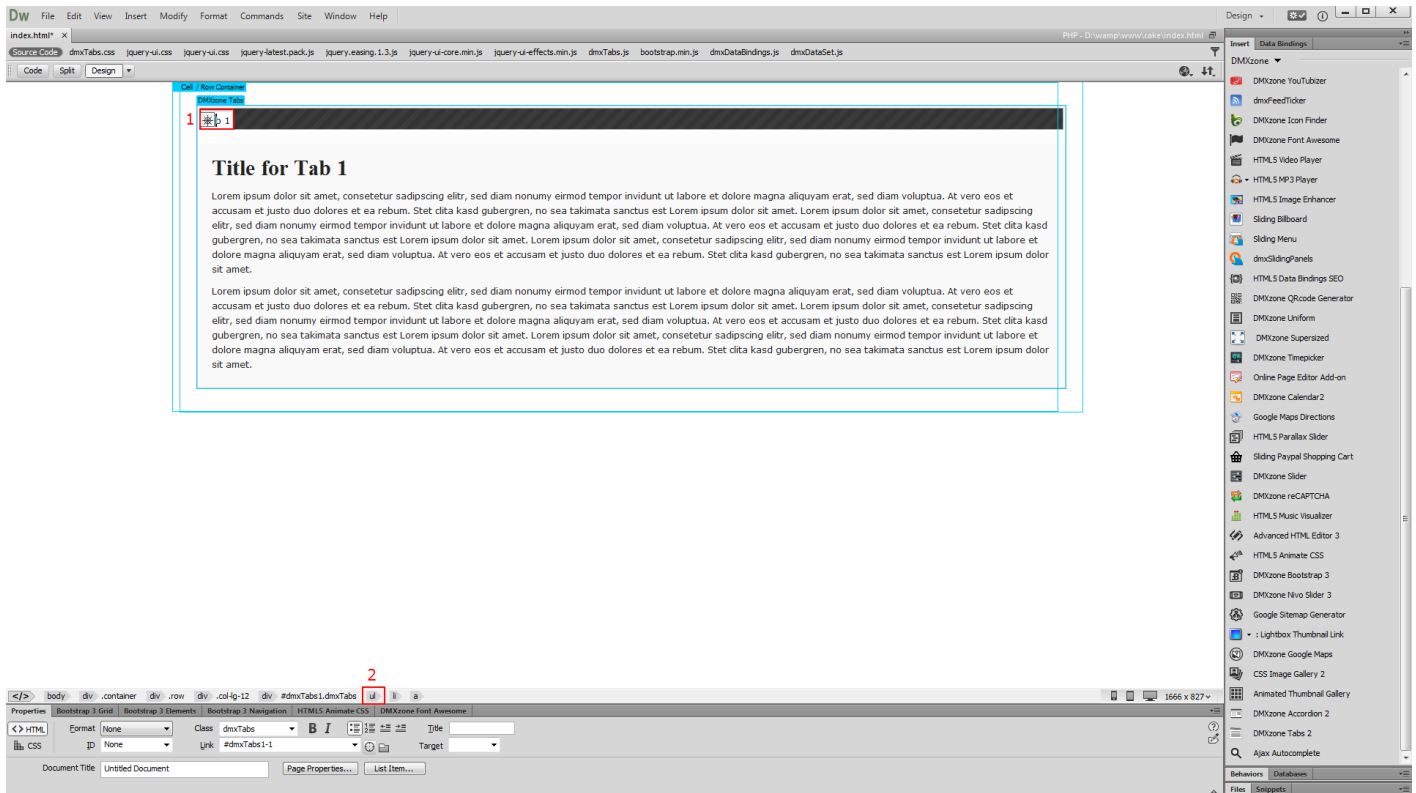 Dw File Edit View Insert Modify Format Commands Site Window Help Design
index.html* x PHP - D:\wamp\www\cake\index.html
Source Code dmxTabs.css jquery-ui.css jquery-ui.css jquery-latest.pack.js jquery.easing.1.3.js jquery-ui-core.min.js jquery-ui-effects.min.js dmxTabs.js bootstrap.min.js dmxDataBindings.js dmxDataSet.js
Code Split Design
Cell / Row Container
DMXzone Tabs
1 b 1
Title for Tab 1
Lorem ipsum dolor sit amet, consetetur sadipscing elitr, sed diam nonumy eirmod tempor invidunt ut labore et dolore magna aliquyam erat, sed diam voluptua. At vero eos et
accusam et justo duo dolores et ea rebum. Stet clita kasd gubergren, no sea takimata sanctus est Lorem ipsum dolor sit amet. Lorem ipsum dolor sit amet, consetetur sadipscing
elitr, sed diam nonumy eirmod tempor invidunt ut labore et dolore magna aliquyam erat, sed diam voluptua. At vero eos et accusam et justo duo dolores et ea rebum. Stet clita kasd
gubergren, no sea takimata sanctus est Lorem ipsum dolor sit amet. Lorem ipsum dolor sit amet, consetetur sadipscing elitr, sed diam nonumy eirmod tempor invidunt ut labore et
dolore magna aliquyam erat, sed diam voluptua. At vero eos et accusam et justo duo dolores et ea rebum. Stet clita kasd gubergren, no sea takimata sanctus est Lorem ipsum dolor
sit amet.
Lorem ipsum dolor sit amet, consetetur sadipscing elitr, sed diam nonumy eirmod tempor invidunt ut labore et dolore magna aliquyam erat, sed diam voluptua. At vero eos et
accusam et justo duo dolores et ea rebum. Stet clita kasd gubergren, no sea takimata sanctus est Lorem ipsum dolor sit amet. Lorem ipsum dolor sit amet, consetetur sadipscing
elitr, sed diam nonumy eirmod tempor invidunt ut labore et dolore magna aliquyam erat, sed diam voluptua. At vero eos et accusam et justo duo dolores et ea rebum. Stet clita kasd
gubergren, no sea takimata sanctus est Lorem ipsum dolor sit amet. Lorem ipsum dolor sit amet, consetetur sadipscing elitr, sed diam nonumy eirmod tempor invidunt ut labore et
dolore magna aliquyam erat, sed diam voluptua. At vero eos et accusam et justo duo dolores et ea rebum. Stet clita kasd gubergren, no sea takimata sanctus est Lorem ipsum dolor
sit amet.
2
</> body div .container div .row div .col-lg-12 div #dmxTabs1.dmxTabs ul li a 1666 x 827
Properties Bootstrap 3 Grid Bootstrap 3 Elements Bootstrap 3 Navigation HTML5 Animate CSS DMXzone Font Awesome
<> HTML Format None Class dmxTabs B I Title
CSS ID None Link #dmxTabs1-1 Target
Document Title Untitled Document Page Properties... List Item...
Insert Data Bindings
DMXzone
DMXzone YouTubizer
dmxFeedTicker
DMXzone Icon Finder
DMXzone Font Awesome
HTML5 Video Player
HTML5 MP3 Player
HTML5 Image Enhancer
Sliding Billboard
Sliding Menu
dmxSlidingPanels
HTML5 Data Bindings SEO
DMXzone QRcode Generator
DMXzone Uniform
DMXzone Supersized
DMXzone Timepicker
Online Page Editor Add-on
DMXzone Calendar2
Google Maps Directions
HTML5 Parallax Slider
Sliding Paypal Shopping Cart
DMXzone Slider
DMXzone reCAPTCHA
HTML5 Music Visualizer
Advanced HTML Editor 3
HTML5 Animate CSS
DMXzone Bootstrap 3
DMXzone Nivo Slider 3
Google Sitemap Generator
: Lightbox Thumbnail Link
DMXzone Google Maps
CSS Image Gallery 2
Animated Thumbnail Gallery
DMXzone Accordion 2
DMXzone Tabs 2
Ajax Autocomplete
Behaviors Databases
Files Snippets